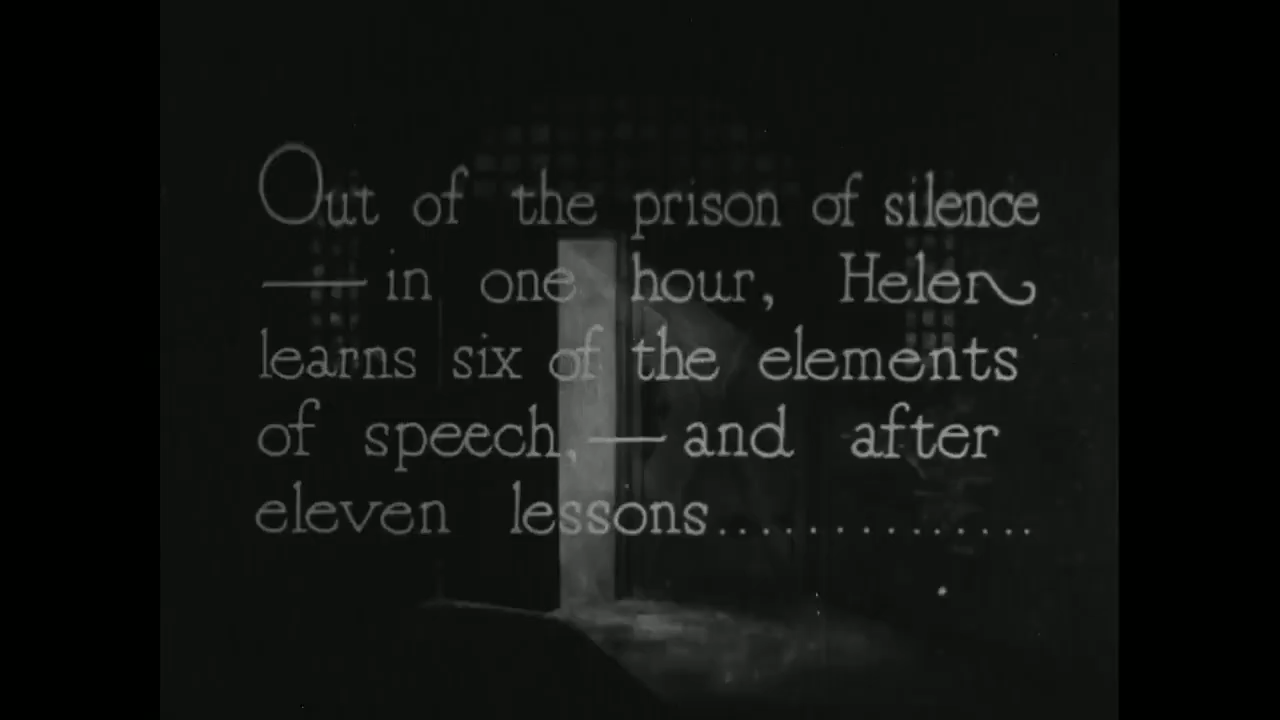 Out of the prison of silence
— in one hour, Helen
learns six of the elements
of speech, — and after
eleven lessons..............